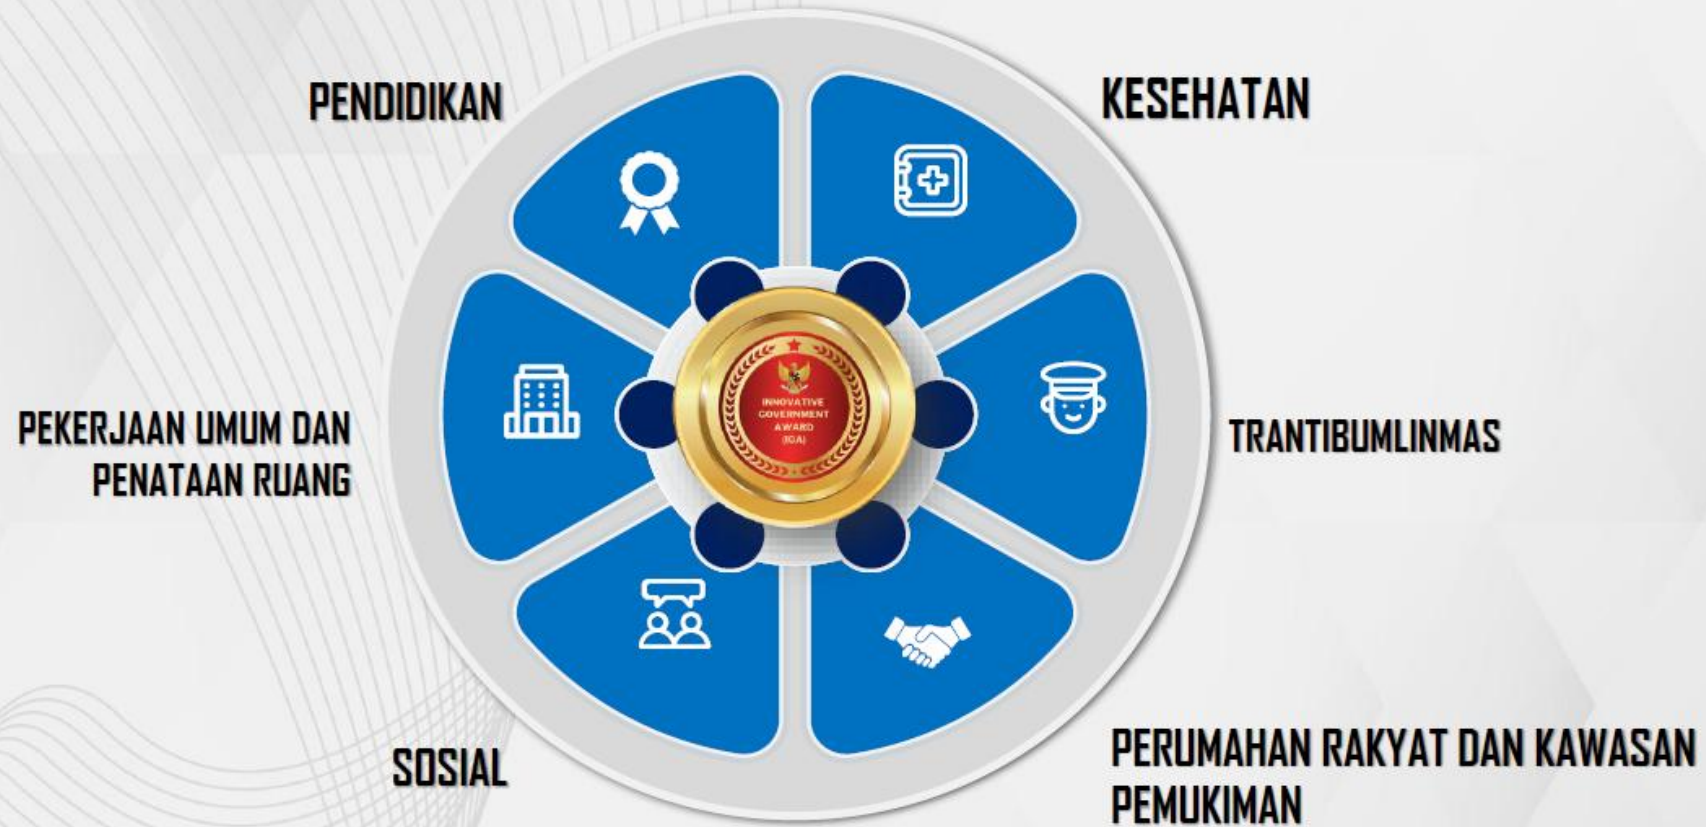 PENDIDIKAN
KESEHATAN
INNOVATIVE
GOVERNMENT
AWARD
(IGA)
PEKERJAAN UMUM DAN
PENATAAN RUANG
TRANTIBUMLINMAS
SOSIAL
PERUMAHAN RAKYAT DAN KAWASAN
PEMUKIMAN